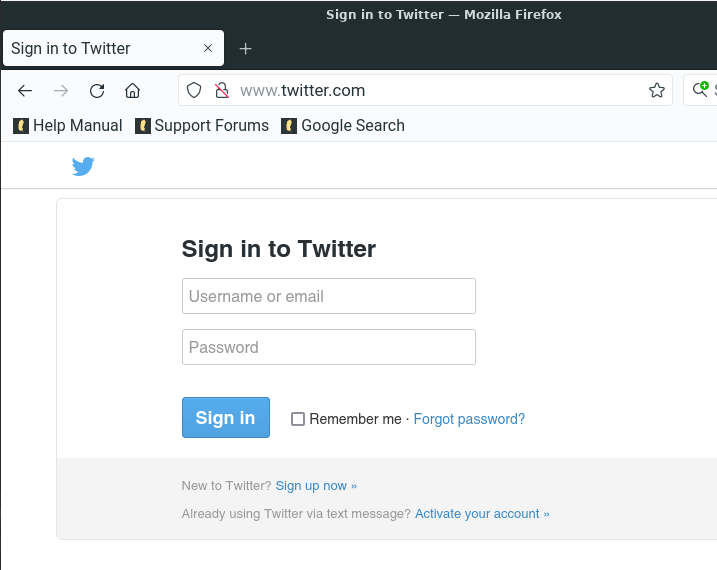 Sign in to Twitter — Mozilla Firefox
Sign in to Twitter
www.twitter.com
Help Manual Support Forums Google Search
Sign in to Twitter
Username or email
Password
Sign in Remember me · Forgot password?
New to Twitter? Sign up now »
Already using Twitter via text message? Activate your account »